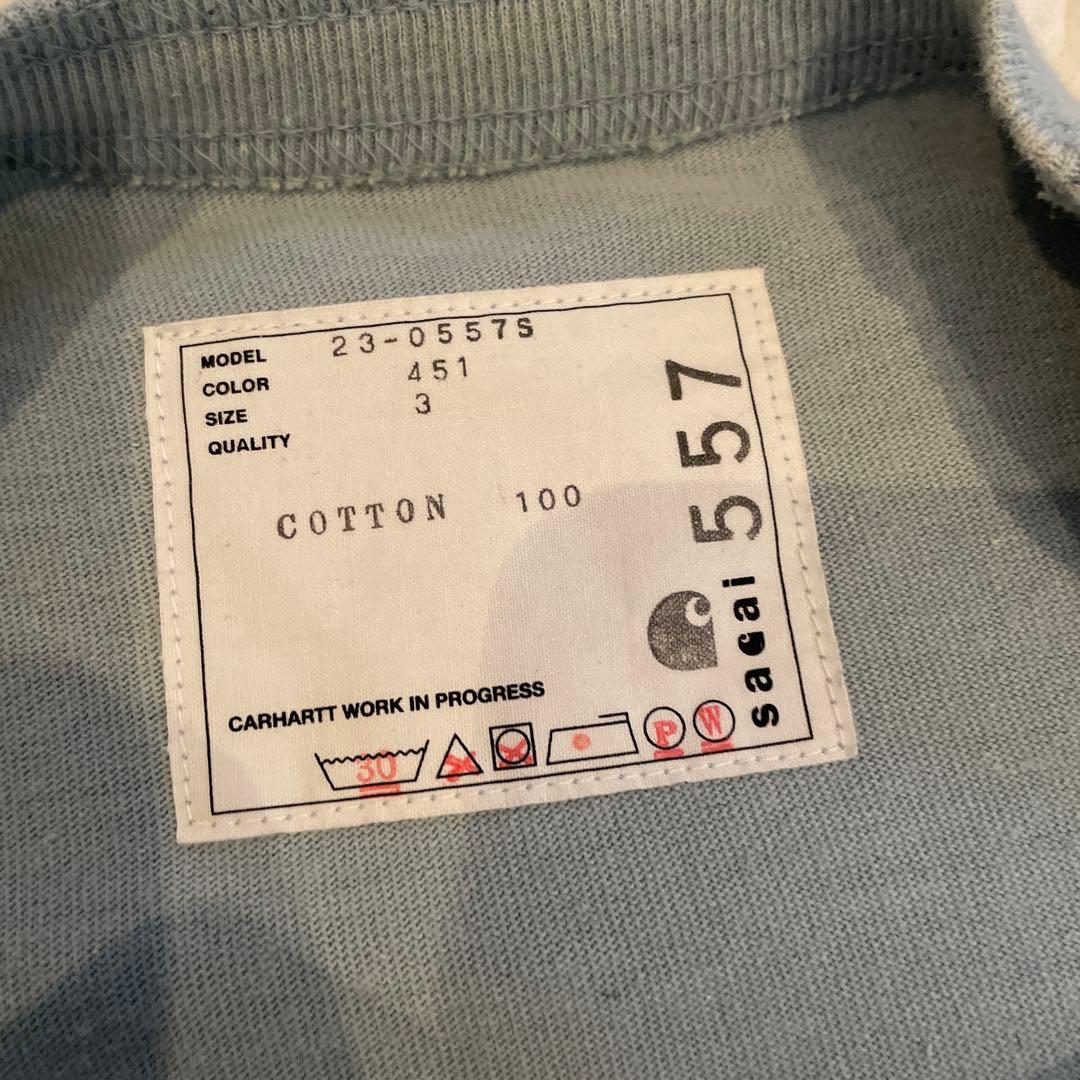 MODEL 23-0557S
COLOR 451
SIZE 3
QUALITY
COTTON 100
CARHARTT WORK IN PROGRESS
30
P W
sacai 557